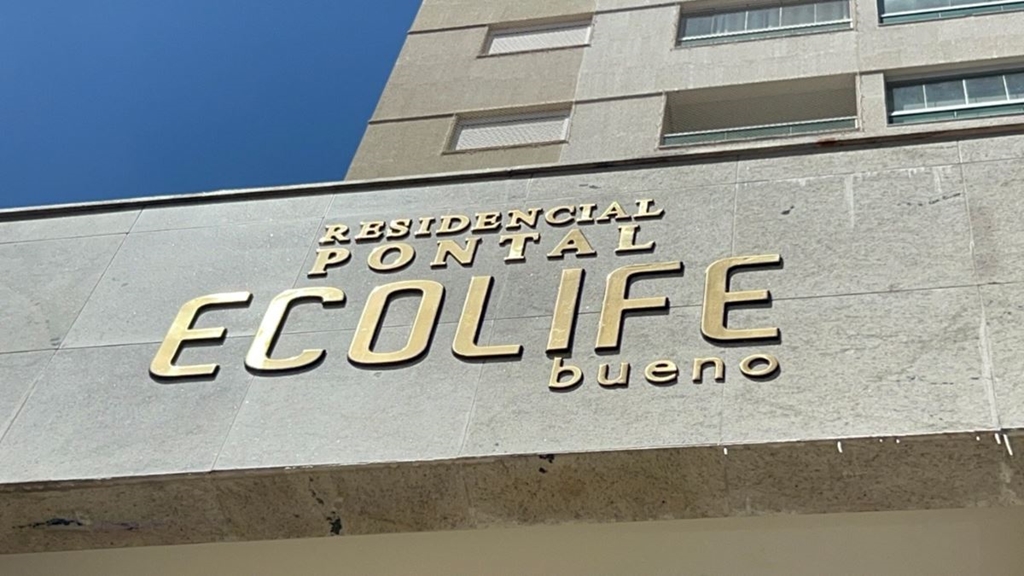 RESIDENCIAL
PONTAL
ECOLIFE
bueno